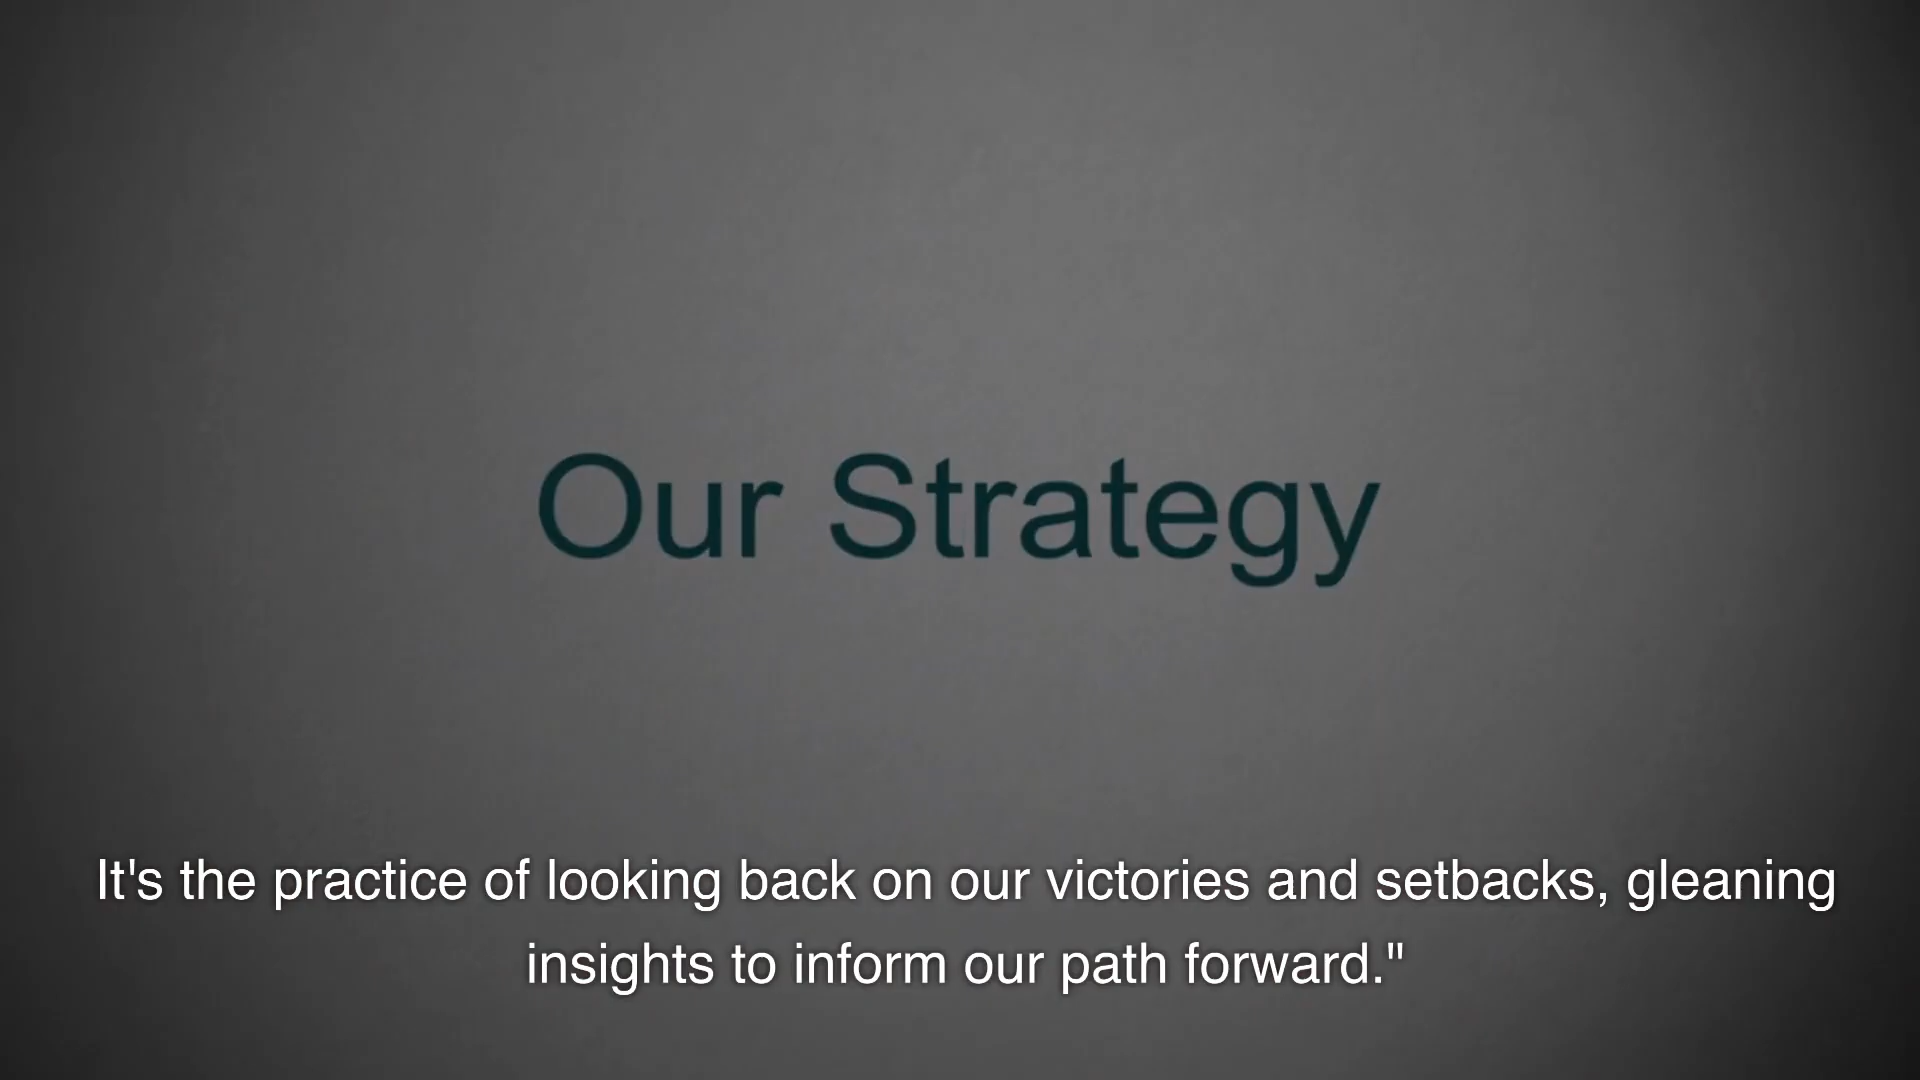 Our Strategy
It's the practice of looking back on our victories and setbacks, gleaning
insights to inform our path forward."